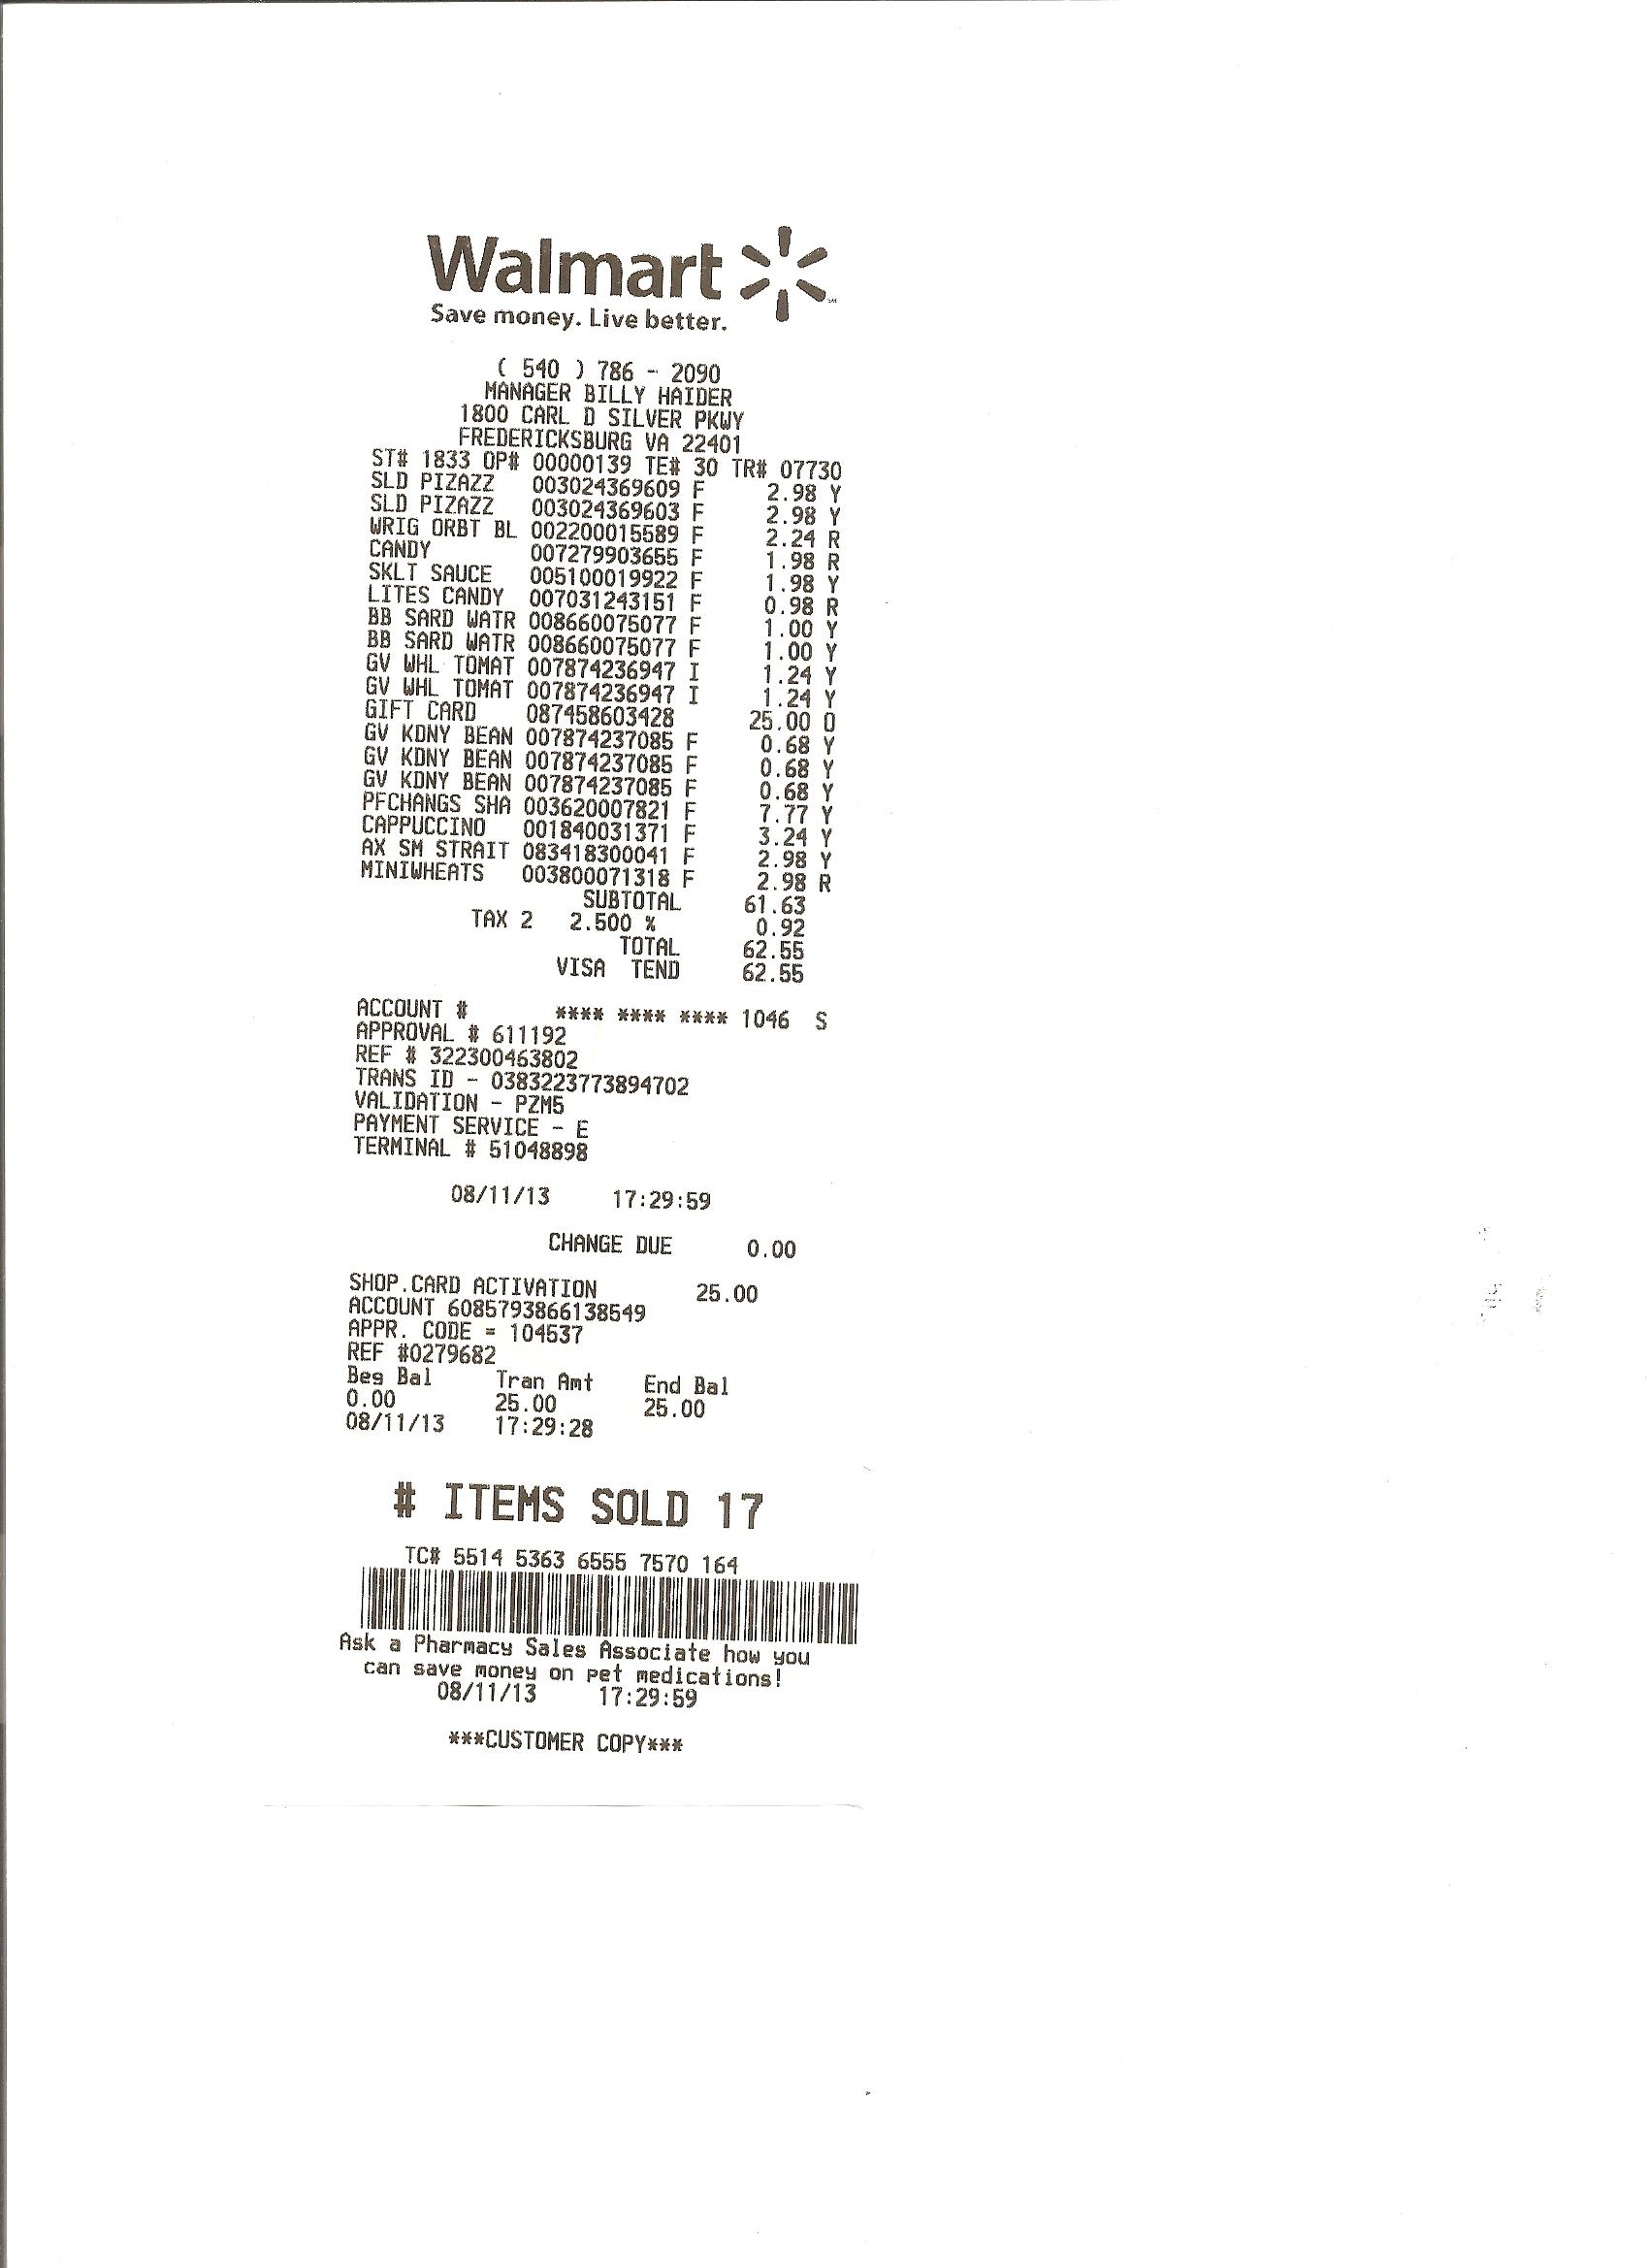 Walmart
Save money. Live better.
( 540 ) 786 - 2090
MANAGER BILLY HAIDER
1800 CARL D SILVER PKWY
FREDERICKSBURG VA 22401
ST# 1833 OP# 00000139 TE# 30 TR# 07730
SLD PIZAZZ 003024369609 F 2.98 Y
SLD PIZAZZ 003024369603 F 2.98 Y
WRIG ORBT BL 002200015589 F 2.24 R
CANDY 007279903655 F 1.98 R
SKLT SAUCE 005100019922 F 1.98 Y
LITES CANDY 007031243151 F 0.98 R
BB SARD WATR 008660075077 F 1.00 Y
BB SARD WATR 008660075077 F 1.00 Y
GV WHL TOMAT 007874236947 I 1.24 Y
GV WHL TOMAT 007874236947 I 1.24 Y
GIFT CARD 087458603428 25.00 O
GV KDNY BEAN 007874237085 F 0.68 Y
GV KDNY BEAN 007874237085 F 0.68 Y
GV KDNY BEAN 007874237085 F 0.68 Y
PFCHANGS SHA 003620007821 F 7.77 Y
CAPPUCCINO 001840031371 F 3.24 Y
AX SM STRAIT 083418300041 F 2.98 Y
MINIWHEATS 003800071318 F 2.98 R
SUBTOTAL 61.63
TAX 2 2.500 % 0.92
TOTAL 62.55
VISA TEND 62.55
ACCOUNT # **** **** **** 1046 S
APPROVAL # 611192
REF # 322300463802
TRANS ID - 0383223773894702
VALIDATION - PZM5
PAYMENT SERVICE - E
TERMINAL # 51048898
08/11/13 17:29:59
CHANGE DUE 0.00
SHOP.CARD ACTIVATION 25.00
ACCOUNT 6085793866138549
APPR. CODE = 104537
REF #0279682
Beg Bal Tran Amt End Bal
0.00 25.00 25.00
08/11/13 17:29:28
# ITEMS SOLD 17
TC# 5514 5363 6555 7570 164
Ask a Pharmacy Sales Associate how you
can save money on pet medications!
08/11/13 17:29:59
***CUSTOMER COPY***